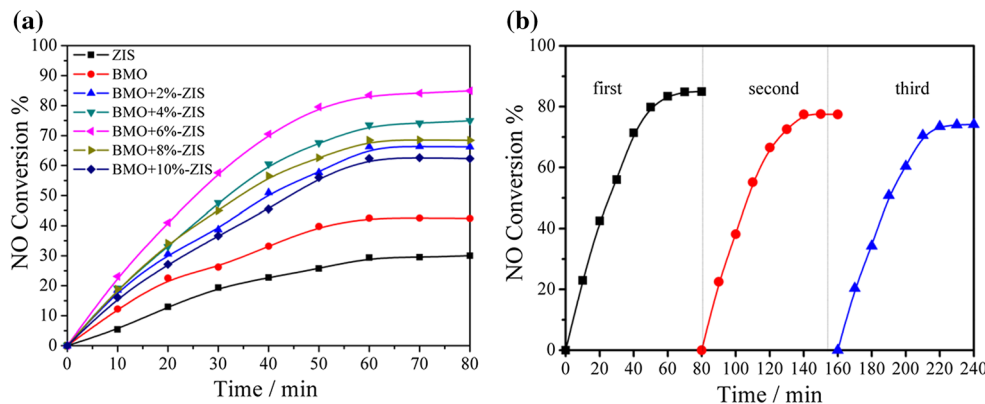 (a)
100
90
80
70
60
50
40
30
20
10
0
NO Conversion %
ZIS
BMO
BMO+2%-ZIS
BMO+4%-ZIS
BMO+6%-ZIS
BMO+8%-ZIS
BMO+10%-ZIS
0 10 20 30 40 50 60 70 80
Time / min
(b)
100
80
60
40
20
0
NO Conversion %
first second third
0 20 40 60 80 100 120 140 160 180 200 220 240
Time / min